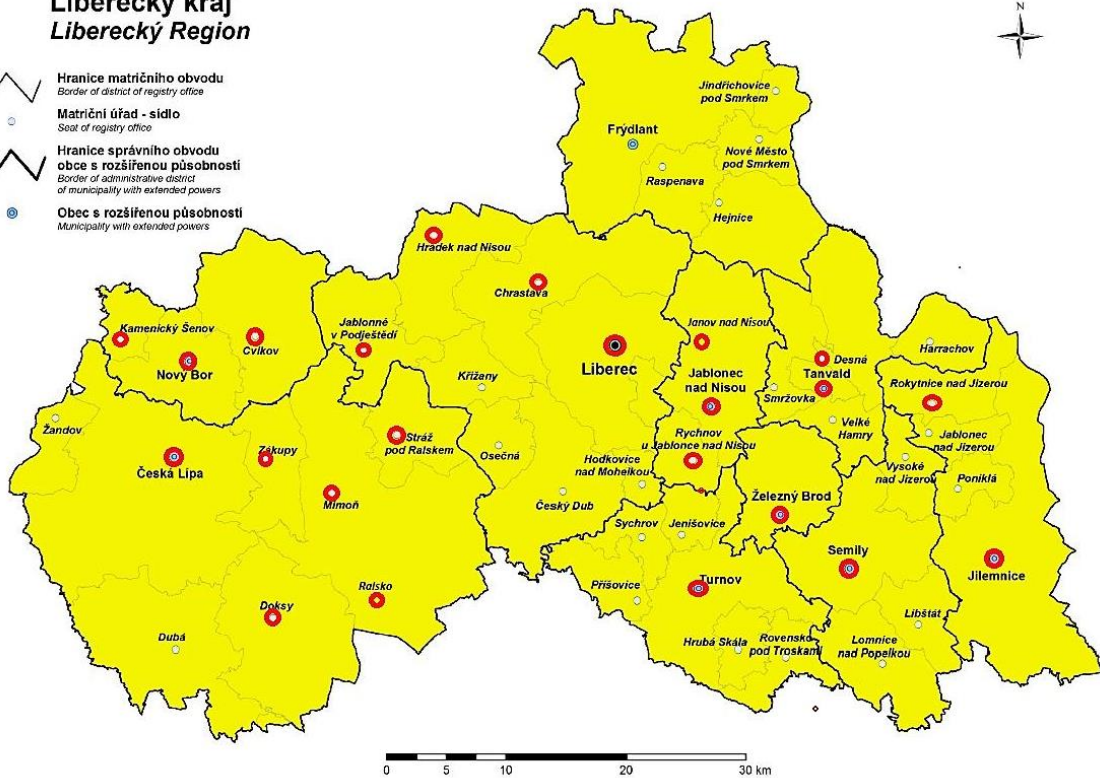 Liberecký kraj
Liberecký Region
Hranice matričního obvodu
Border of district of registry office
Matriční úřad - sídlo
Seat of registry office
Hranice správního obvodu
obce s rozšířenou působností
Border of administrative district
of municipality with extended powers
Obec s rozšířenou působností
Municipality with extended powers
N
Jindřichovice
pod Smrkem
Frýdlant
Nové Město
pod Smrkem
Raspenava
Hejnice
Hrádek nad Nisou
Chrastava
Kamenický Šenov
Cvikov
Nový Bor
Jablonné
v Podještědí
Janov nad Nisou
Liberec
Jablonec
nad Nisou
Desná
Tanvald
Smržovka
Harrachov
Rokytnice nad Jizerou
Křižany
Velké
Hamry
Žandov
Česká Lípa
Zákupy
Stráž
pod Ralskem
Osečná
Rychnov
u Jablonce nad Nisou
Jablonec
nad Jizerou
Hodkovice
nad Mohelkou
Vysoké
nad Jizerou
Poniklá
Mimoň
Český Dub
Železný Brod
Sychrov
Jenišovice
Semily
Jilemnice
Příšovice
Turnov
Ralsko
Doksy
Libštát
Dubá
Hrubá Skála
Rovensko
pod Troskami
Lomnice
nad Popelkou
0 5 10 20 30 km